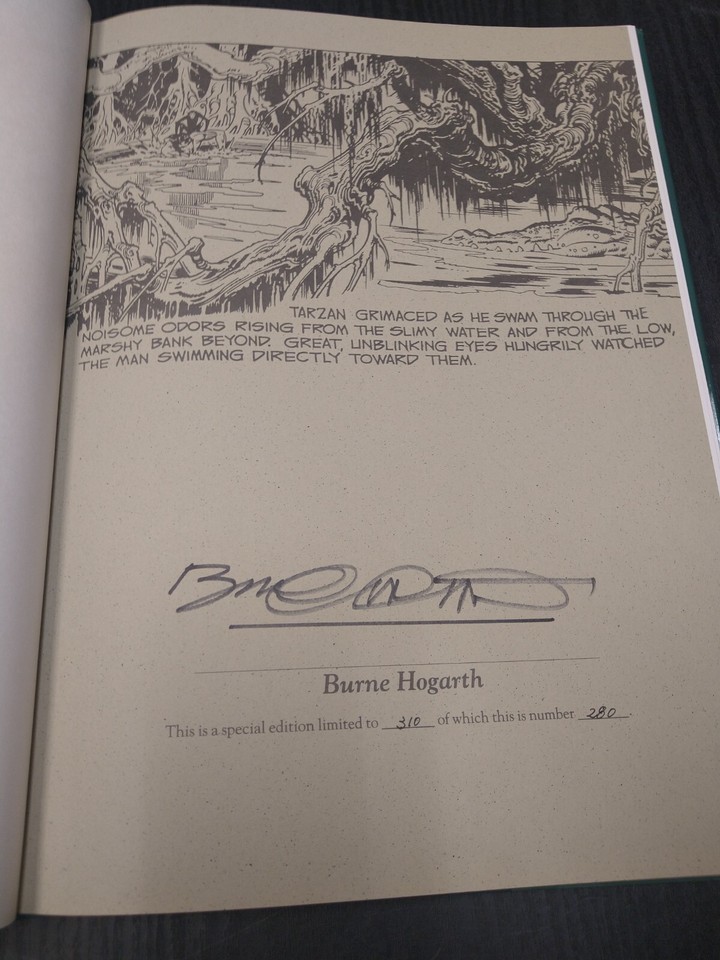 TARZAN GRIMACED AS HE SWAM THROUGH THE
NOISOME ODORS RISING FROM THE SLIMY WATER AND FROM THE LOW,
MARSHY BANK BEYOND. GREAT, UNBLINKING EYES HUNGRILY WATCHED
THE MAN SWIMMING DIRECTLY TOWARD THEM.
Burne Hogarth
This is a special edition limited to 310 of which this is number 280.